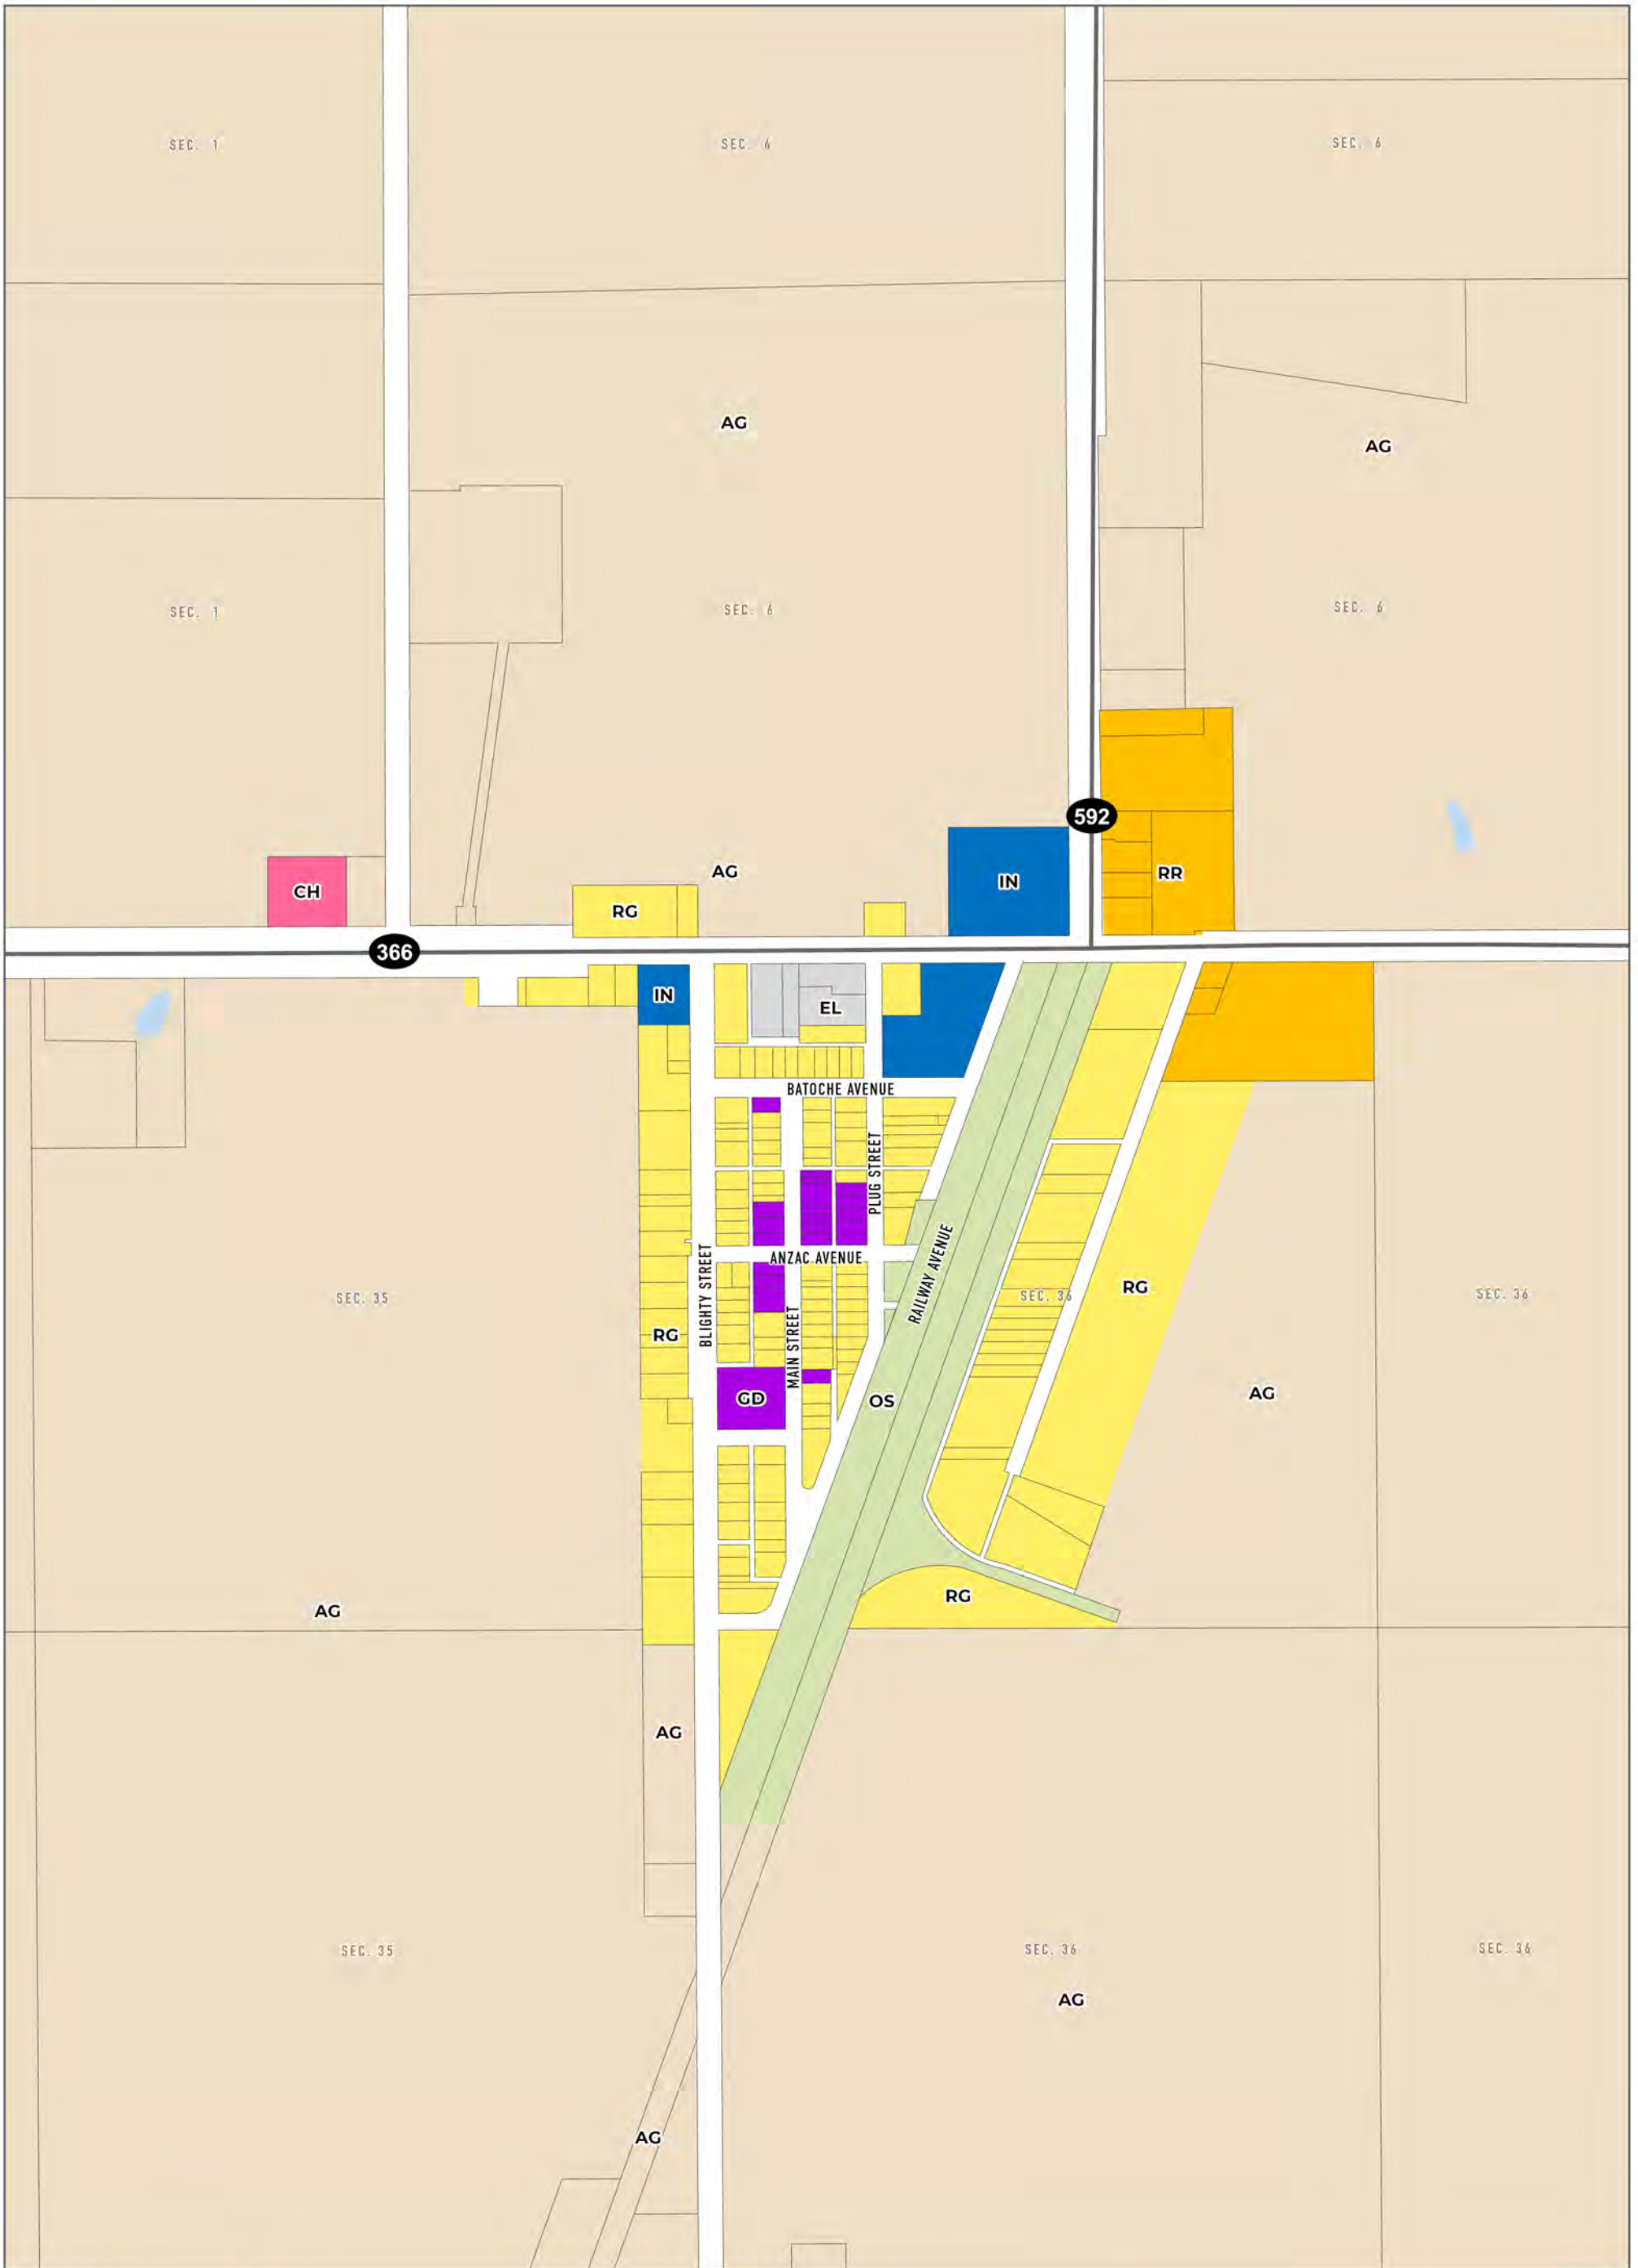 SEC. 1
SEC. 4
SEC. 6
AG
AG
SEC. 1
SEC. 6
SEC. 6
592
AG
RR
IN
CH
RG
366
IN
EL
BATOCHE AVENUE
PLUG STREET
RAILWAY AVENUE
ANZAC AVENUE
BLIGHTY STREET
MAIN STREET
SEC. 35
SEC. 36
RG
SEC. 36
RG
AG
GD
OS
RG
AG
AG
SEC. 35
SEC. 36
SEC. 36
AG
AG